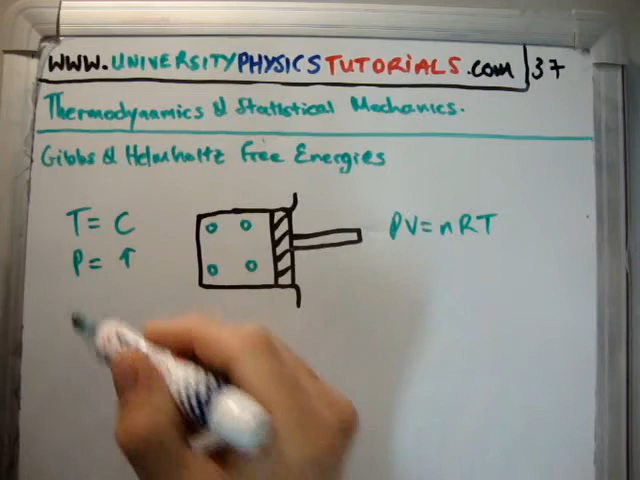 WWW.UNIVERSITYPHYSICSTUTORIALS.com 37
Thermodynamics & Statistical Mechanics.
Gibbs & Helmholtz Free Energies
T = C
P = ↑
PV = nRT